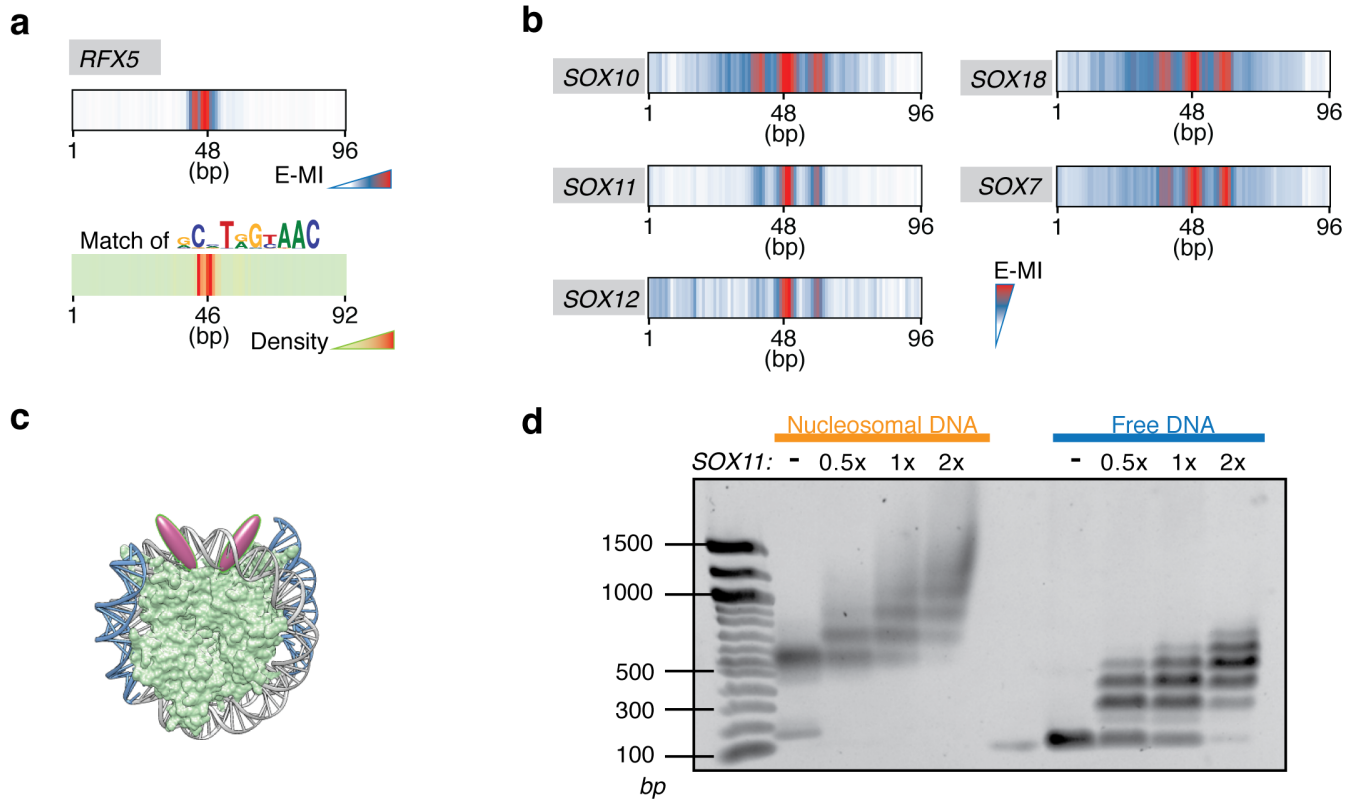 a
RFX5
1 48 96
(bp)
E-MI
Match of GCNTGGTAAC
1 46 92
(bp)
Density
b
SOX10
1 48 96
(bp)
SOX18
1 48 96
(bp)
SOX11
1 48 96
(bp)
SOX7
1 48 96
(bp)
SOX12
1 48 96
(bp)
E-MI
c
d
Nucleosomal DNA Free DNA
SOX11: - 0.5x 1x 2x - 0.5x 1x 2x
1500
1000
500
300
100
bp